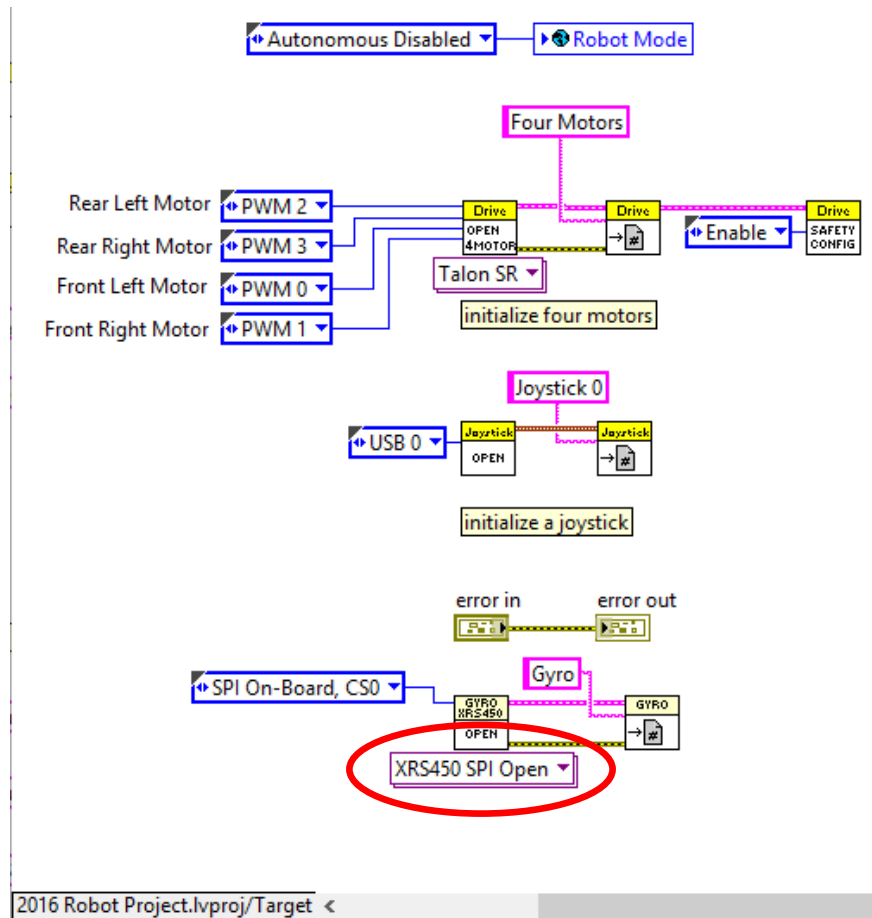 Autonomous Disabled
Robot Mode
Four Motors
Rear Left Motor
PWM 2
Rear Right Motor
PWM 3
Front Left Motor
PWM 0
Front Right Motor
PWM 1
Drive
OPEN
4MOTOR
Talon SR
Drive
#
Enable
Drive
SAFETY
CONFIG
initialize four motors
Joystick 0
USB 0
Joystick
OPEN
Joystick
#
initialize a joystick
error in
error out
SPI On-Board, CS0
Gyro
GYRO
XRS450
OPEN
GYRO
#
XRS450 SPI Open
2016 Robot Project.lvproj/Target <